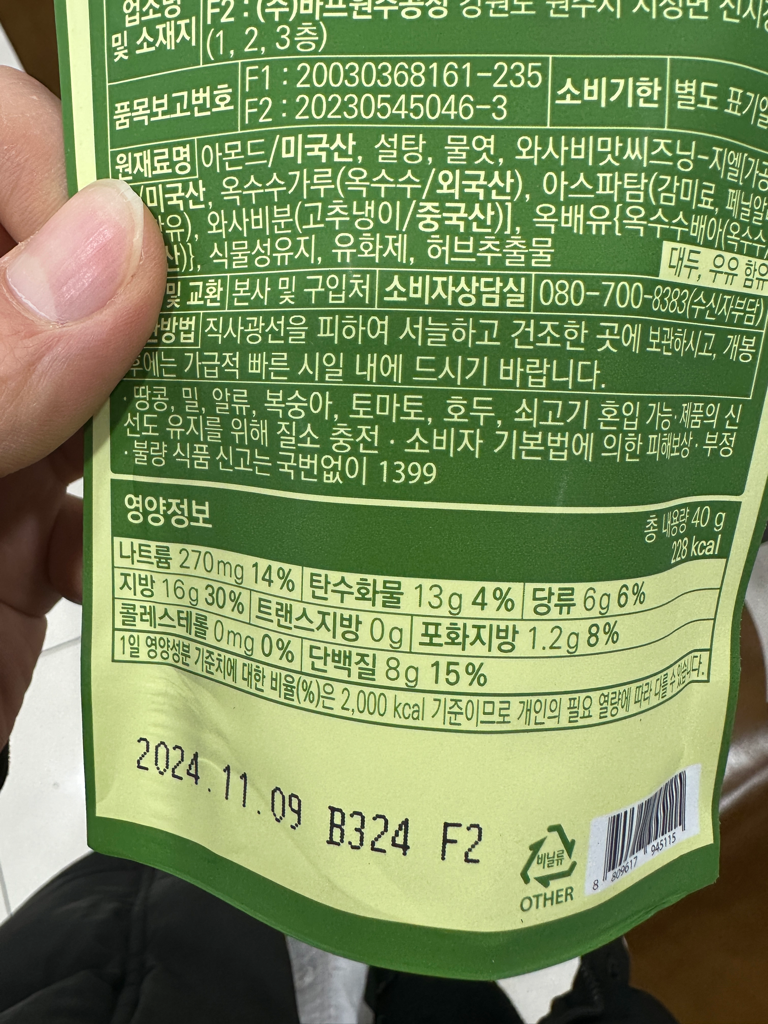 업소명 F2 : (주)바프원주공장 강원도 원주시 지정면
및 소재지 (1, 2, 3층)
품목보고번호 F1 : 20030368161-235 소비기한 별도 표기일
F2 : 20230545046-3
원재료명 아몬드/미국산, 설탕, 물엿, 와사비맛씨즈닝-지엘[가공
/미국산, 옥수수가루(옥수수/외국산), 아스파탐(감미료, 페닐알
유), 와사비분(고추냉이/중국산)], 옥배유{옥수수배아(옥수수
산)}, 식물성유지, 유화제, 허브추출물
대두, 우유 함유
및 교환 본사 및 구입처 소비자상담실 080-700-8383(수신자부담)
방법 직사광선을 피하여 서늘하고 건조한 곳에 보관하시고, 개봉
후에는 가급적 빠른 시일 내에 드시기 바랍니다.
· 땅콩, 밀, 알류, 복숭아, 토마토, 호두, 쇠고기 혼입 가능 · 제품의 신
선도 유지를 위해 질소 충전 · 소비자 기본법에 의한 피해보상 · 부정
· 불량 식품 신고는 국번없이 1399
영양정보 총 내용량 40 g
228 kcal
나트륨 270mg 14% 탄수화물 13g 4% 당류 6g 6%
지방 16g 30% 트랜스지방 0g 포화지방 1.2g 8%
콜레스테롤 0mg 0% 단백질 8g 15%
1일 영양성분 기준치에 대한 비율(%)은 2,000 kcal 기준이므로 개인의 필요 열량에 따라 다를 수 있습니다.
2024.11.09 B324 F2
비닐류
OTHER
8 809617 945115